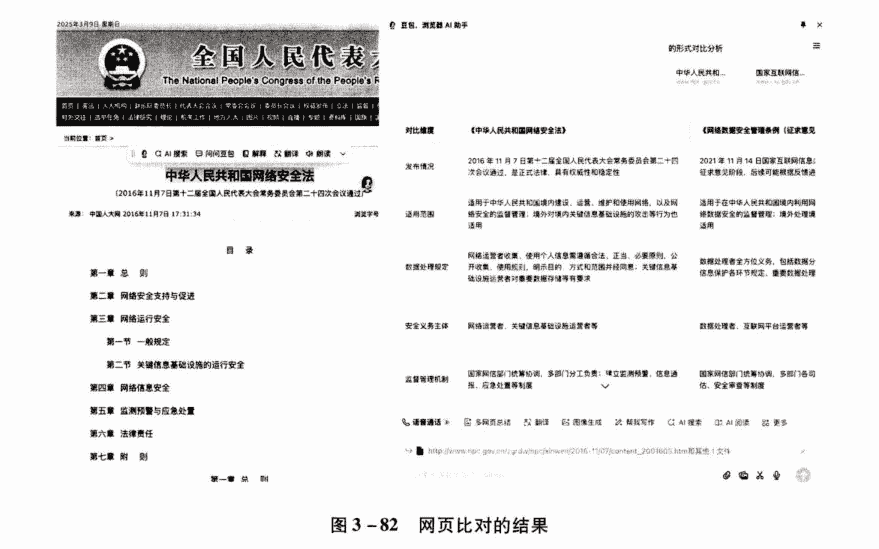 2025年3月9日 星期日
全国人民代表大
The National People's Congress of the People's R
当前位置：首页 >
AI 搜索 问问豆包 解释 翻译 朗读
中华人民共和国网络安全法
（2016年11月7日第十二届全国人民代表大会常务委员会第二十四次会议通过
来源： 中国人大网 2016年11月7日 17:31:34
浏览字号
目 录
第一章 总 则
第二章 网络安全支持与促进
第三章 网络运行安全
第一节 一般规定
第二节 关键信息基础设施的运行安全
第四章 网络信息安全
第五章 监测预警与应急处置
第六章 法律责任
第七章 附 则
第一章 总 则
豆包，浏览器 AI 助手
的形式对比分析
中华人民共和... 国家互联网信...
对比维度 《中华人民共和国网络安全法》 《网络数据安全管理条例（征求意见
发布情况
2016 年 11 月 7 日第十二届全国人民代表大会常务委员会第二十四
次会议通过，是正式法律，具有权威性和稳定性
2021 年 11 月 14 日国家互联网信息
征求意见阶段，后续可能根据反馈进
适用范围
适用于中华人民共和国境内建设、运营、维护和使用网络，以及网
络安全的监督管理；境外对境内关键信息基础设施的攻击等行为也
适用
适用于在中华人民共和国境内利用网
络数据安全的监督管理；境外处理境
适用
数据处理规定
网络运营者收集、使用个人信息需遵循合法、正当、必要原则，公
开收集、使用规则，明示目的、方式和范围并经同意；关键信息基
础设施运营者对重要数据存储等有要求
数据处理者全方位义务，包括数据分
信息保护各环节规定、重要数据处理
安全义务主体 网络运营者、关键信息基础设施运营者等 数据处理者、互联网平台运营者等
监督管理机制
国家网信部门统筹协调，多部门分工负责；建立监测预警、信息通
报、应急处置等制度
国家网信部门统筹协调，多部门各司
估、安全审查等制度
语音通话 多网页总结 翻译 图像生成 帮我写作 AI 搜索 AI 阅读 更多
图 3-82 网页比对的结果